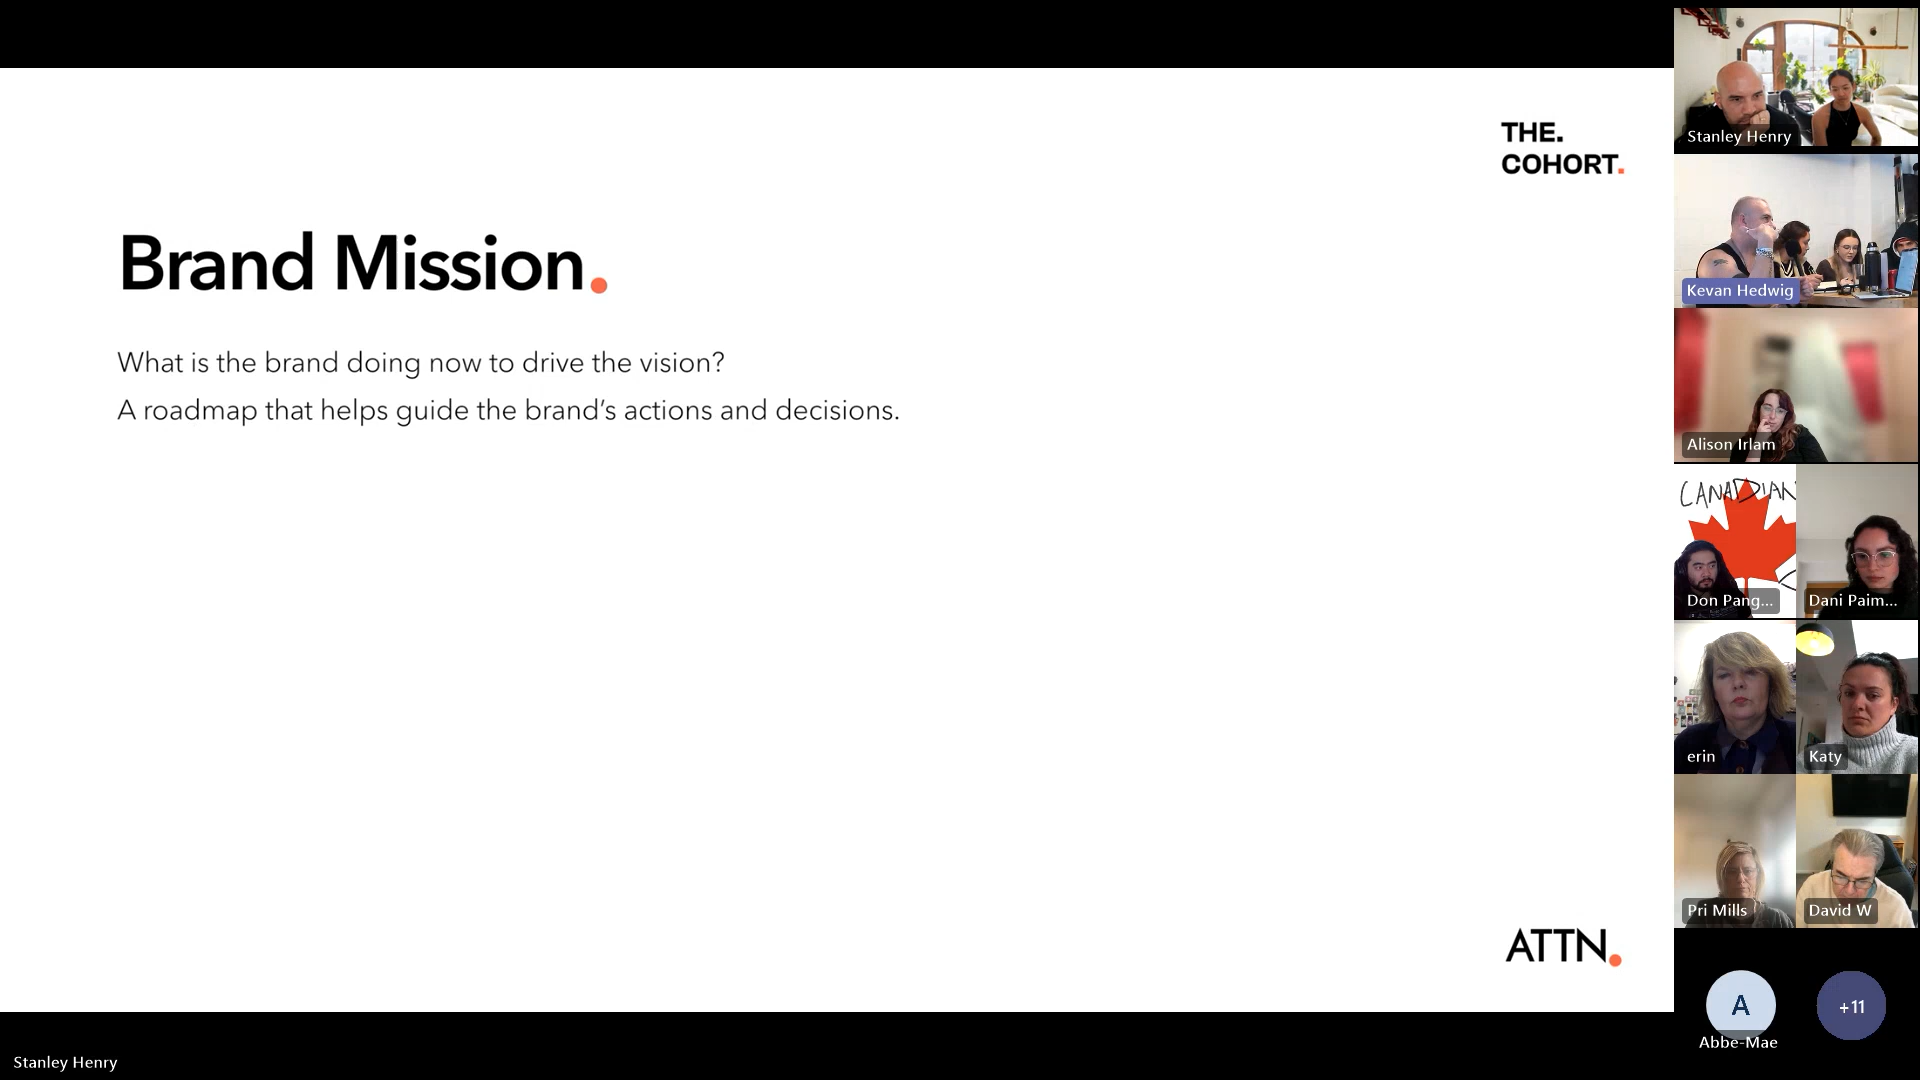 THE.
COHORT.
Brand Mission.
What is the brand doing now to drive the vision?
A roadmap that helps guide the brand’s actions and decisions.
ATTN.
Stanley Henry
Stanley Henry
Kevan Hedwig
Alison Irlam
CANADIAN
Don Pang...
Dani Paim...
erin
Katy
Pri Mills
David W
A
Abbe-Mae
+11